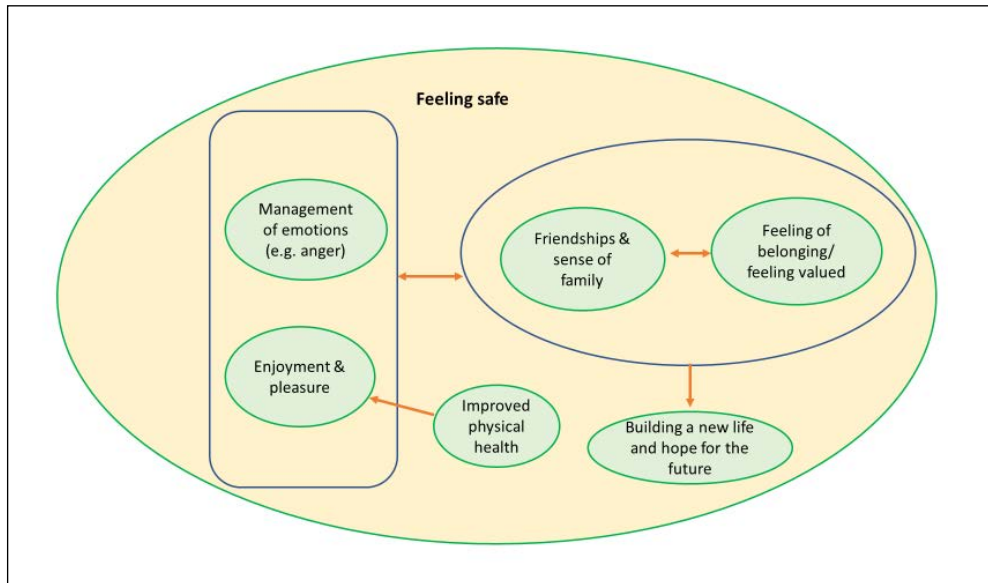 Feeling safe
Management
of emotions
(e.g. anger)
Friendships &
sense of
family
Feeling of
belonging/
feeling valued
Enjoyment &
pleasure
Improved
physical
health
Building a new life
and hope for the
future